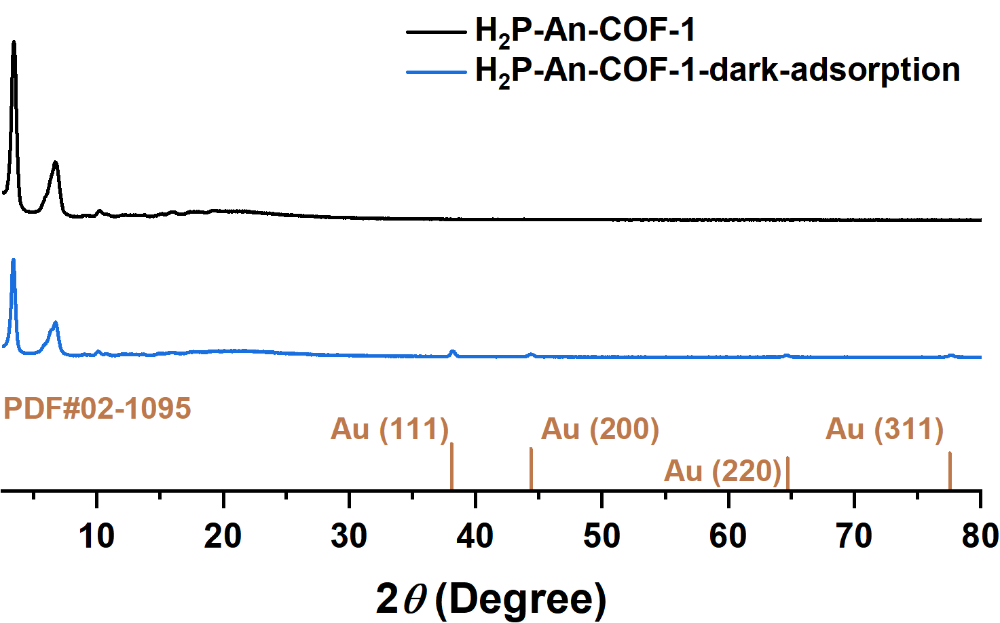 H₂P-An-COF-1
H₂P-An-COF-1-dark-adsorption
PDF#02-1095
Au (111)
Au (200)
Au (220)
Au (311)
10 20 30 40 50 60 70 80
2θ (Degree)